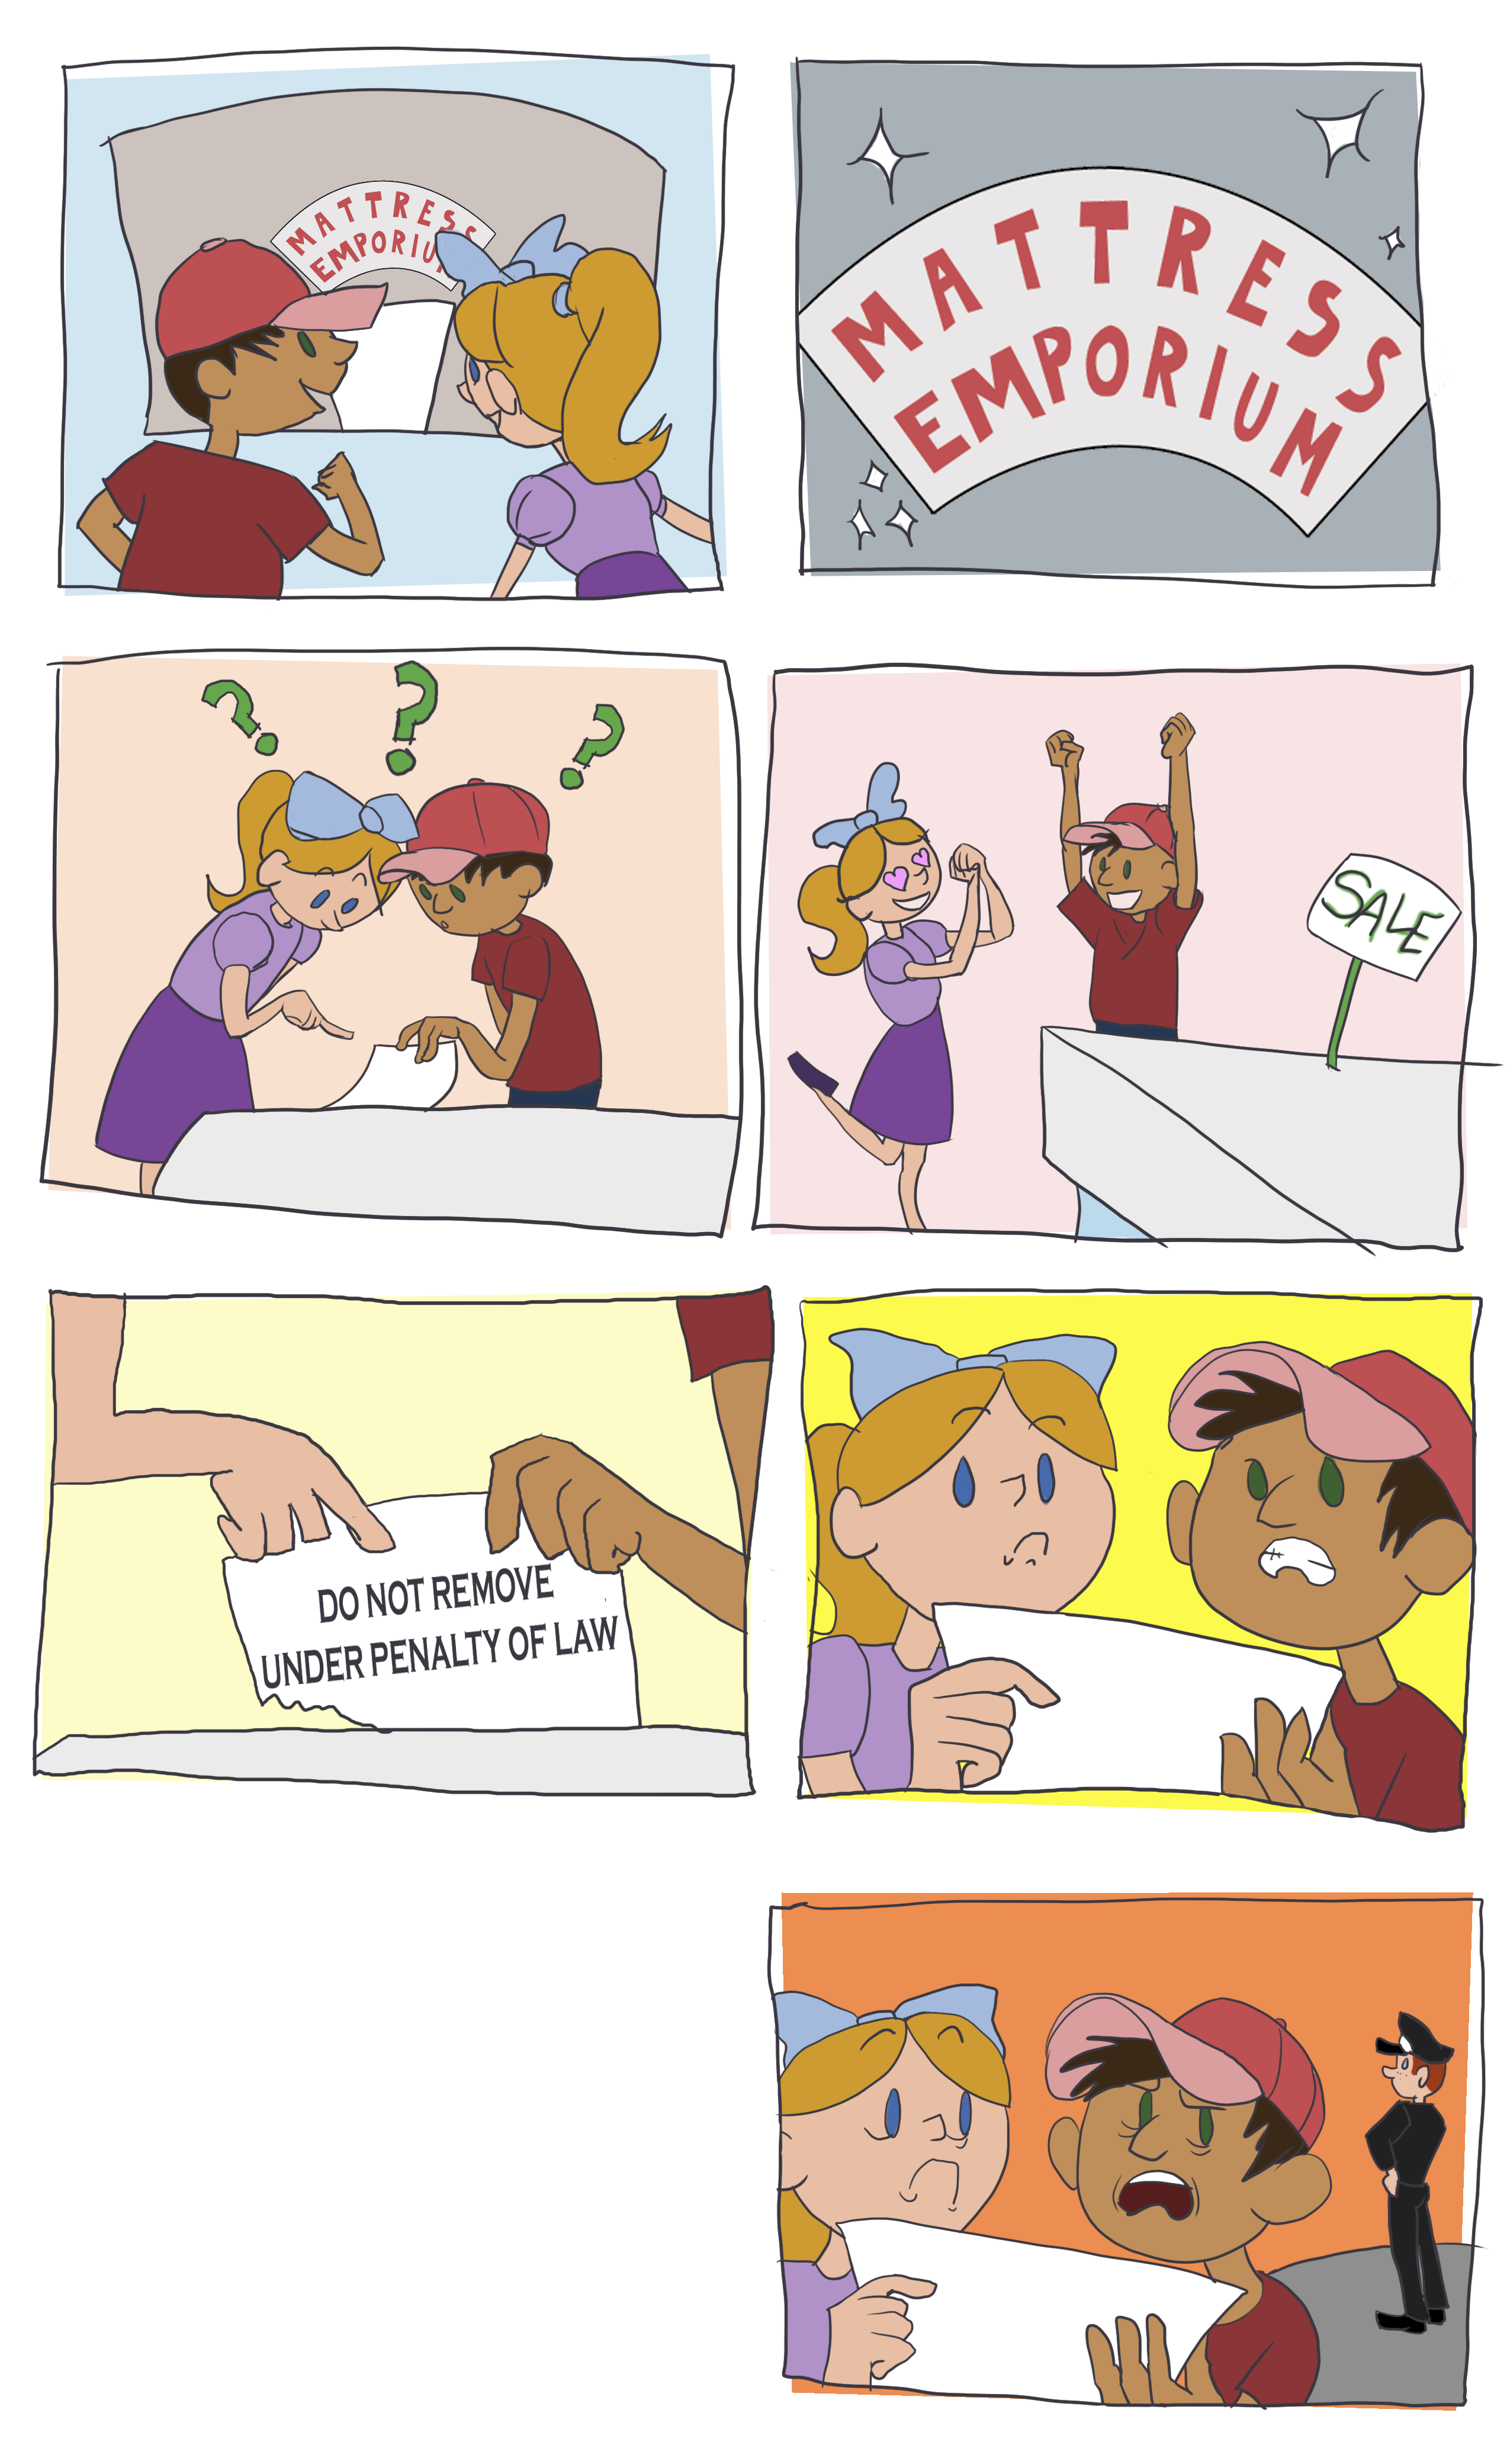 MATTRESS
EMPORIUM
MATTRESS
EMPORIUM
? ? ?
SALE
DO NOT REMOVE
UNDER PENALTY OF LAW